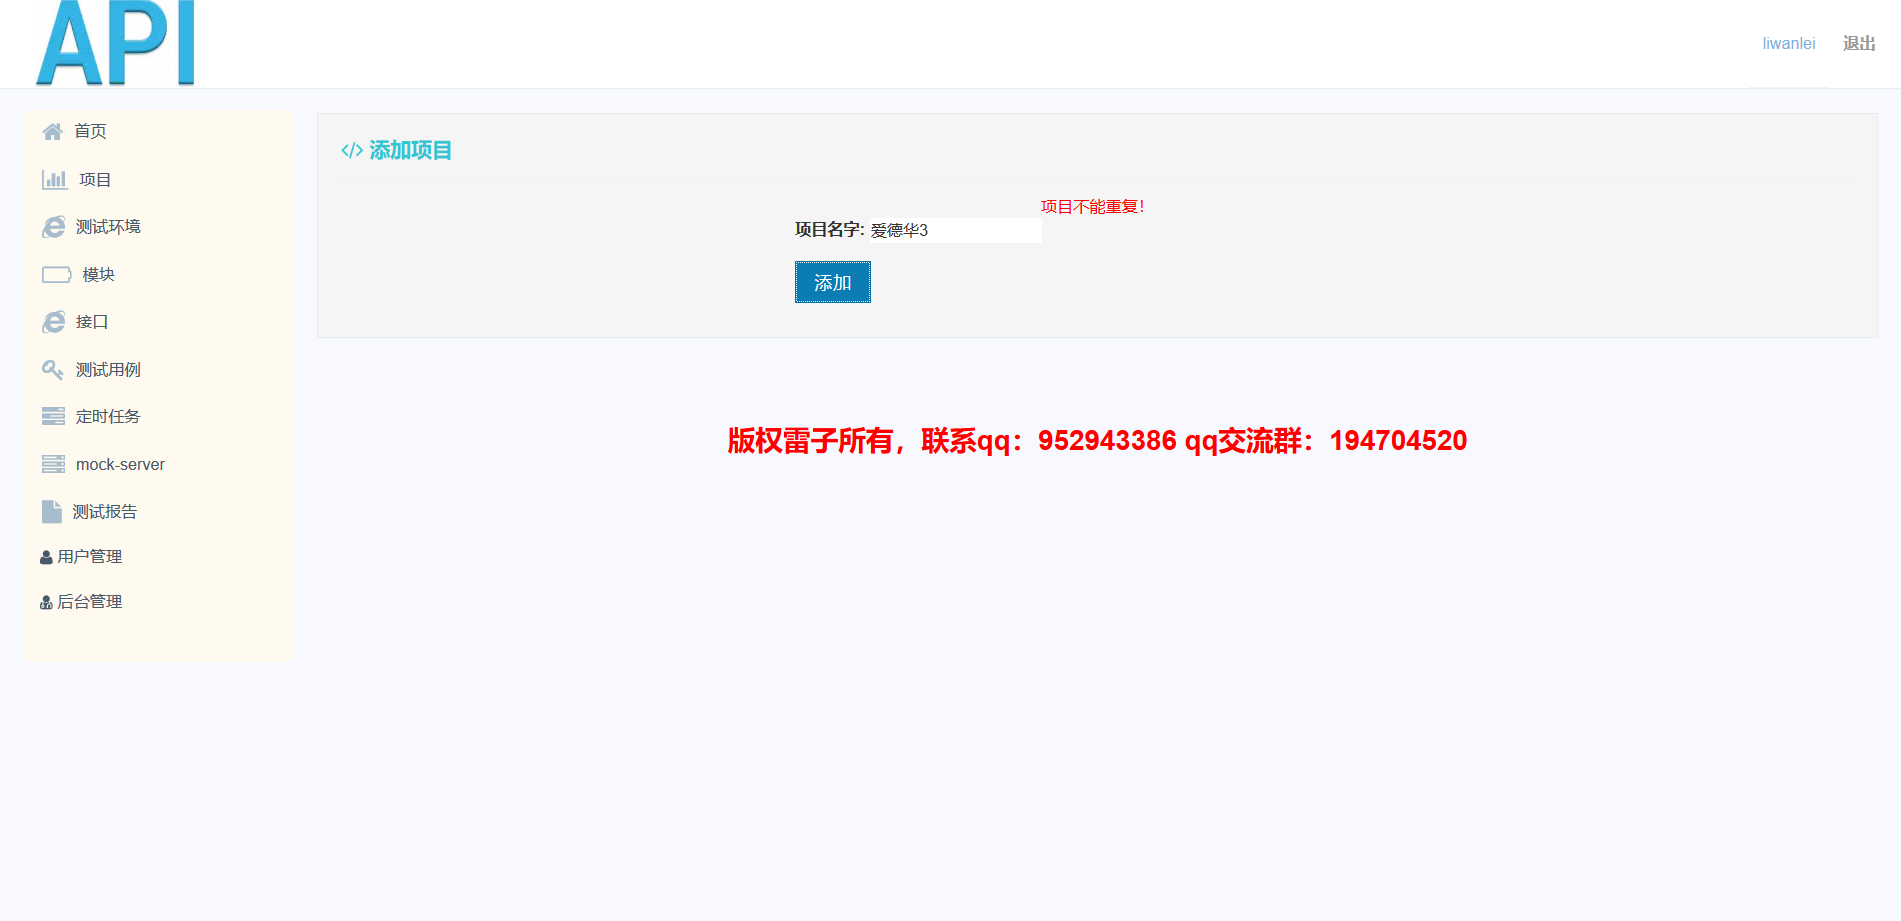 API
liwanlei 退出
首页
项目
测试环境
模块
接口
测试用例
定时任务
mock-server
测试报告
用户管理
后台管理
</> 添加项目
项目不能重复!
项目名字: 爱德华3
添加
版权雷子所有，联系qq：952943386 qq交流群：194704520